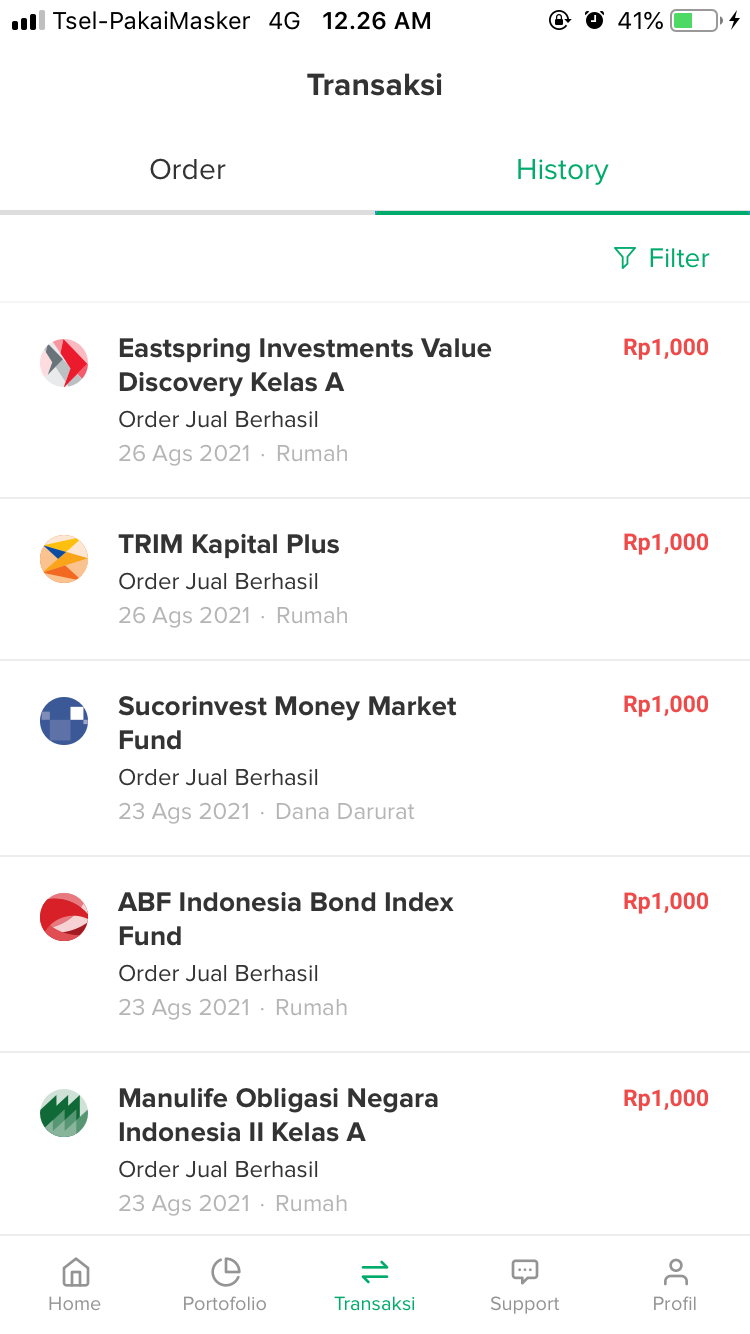 Tsel-PakaiMasker 4G 12.26 AM 41%
Transaksi
Order History
Filter
Eastspring Investments Value Rp1,000
Discovery Kelas A
Order Jual Berhasil
26 Ags 2021 · Rumah
TRIM Kapital Plus Rp1,000
Order Jual Berhasil
26 Ags 2021 · Rumah
Sucorinvest Money Market Rp1,000
Fund
Order Jual Berhasil
23 Ags 2021 · Dana Darurat
ABF Indonesia Bond Index Rp1,000
Fund
Order Jual Berhasil
23 Ags 2021 · Rumah
Manulife Obligasi Negara Rp1,000
Indonesia II Kelas A
Order Jual Berhasil
23 Ags 2021 · Rumah
Home Portofolio Transaksi Support Profil